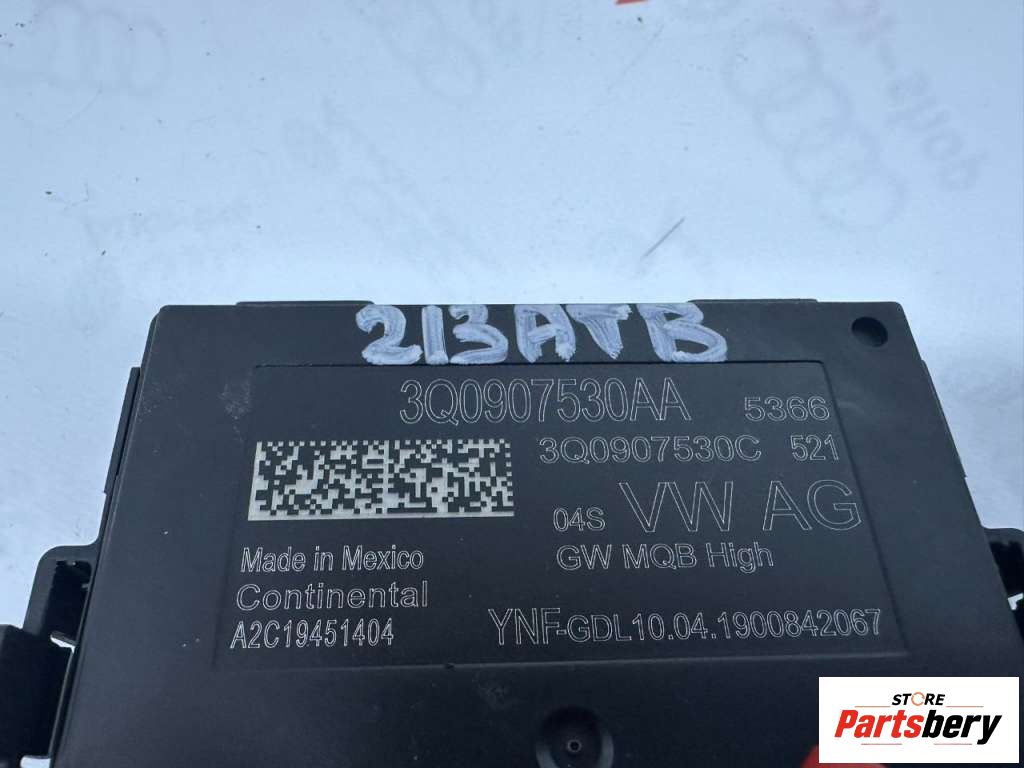 213ATB
3Q0907530AA 5366
3Q0907530C 521
04S VW AG
GW MQB High
Made in Mexico
Continental
A2C19451404
YNF-GDL10.04.1900842067
STORE
Partsbery